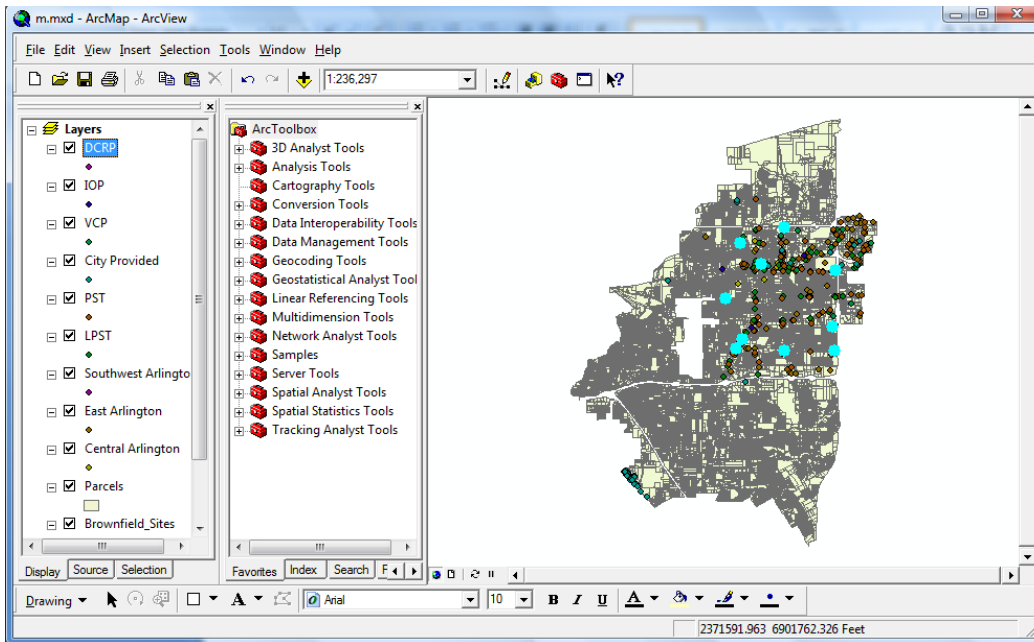 m.mxd - ArcMap - ArcView
File Edit View Insert Selection Tools Window Help
1:236,297
Layers
DCRP
IOP
VCP
City Provided
PST
LPST
Southwest Arlingto
East Arlington
Central Arlington
Parcels
Brownfield_Sites
Display Source Selection
ArcToolbox
3D Analyst Tools
Analysis Tools
Cartography Tools
Conversion Tools
Data Interoperability Tools
Data Management Tools
Geocoding Tools
Geostatistical Analyst Tool
Linear Referencing Tools
Multidimension Tools
Network Analyst Tools
Samples
Server Tools
Spatial Analyst Tools
Spatial Statistics Tools
Tracking Analyst Tools
Favorites Index Search F
Drawing A Arial 10 B I U A
2371591.963 6901762.326 Feet